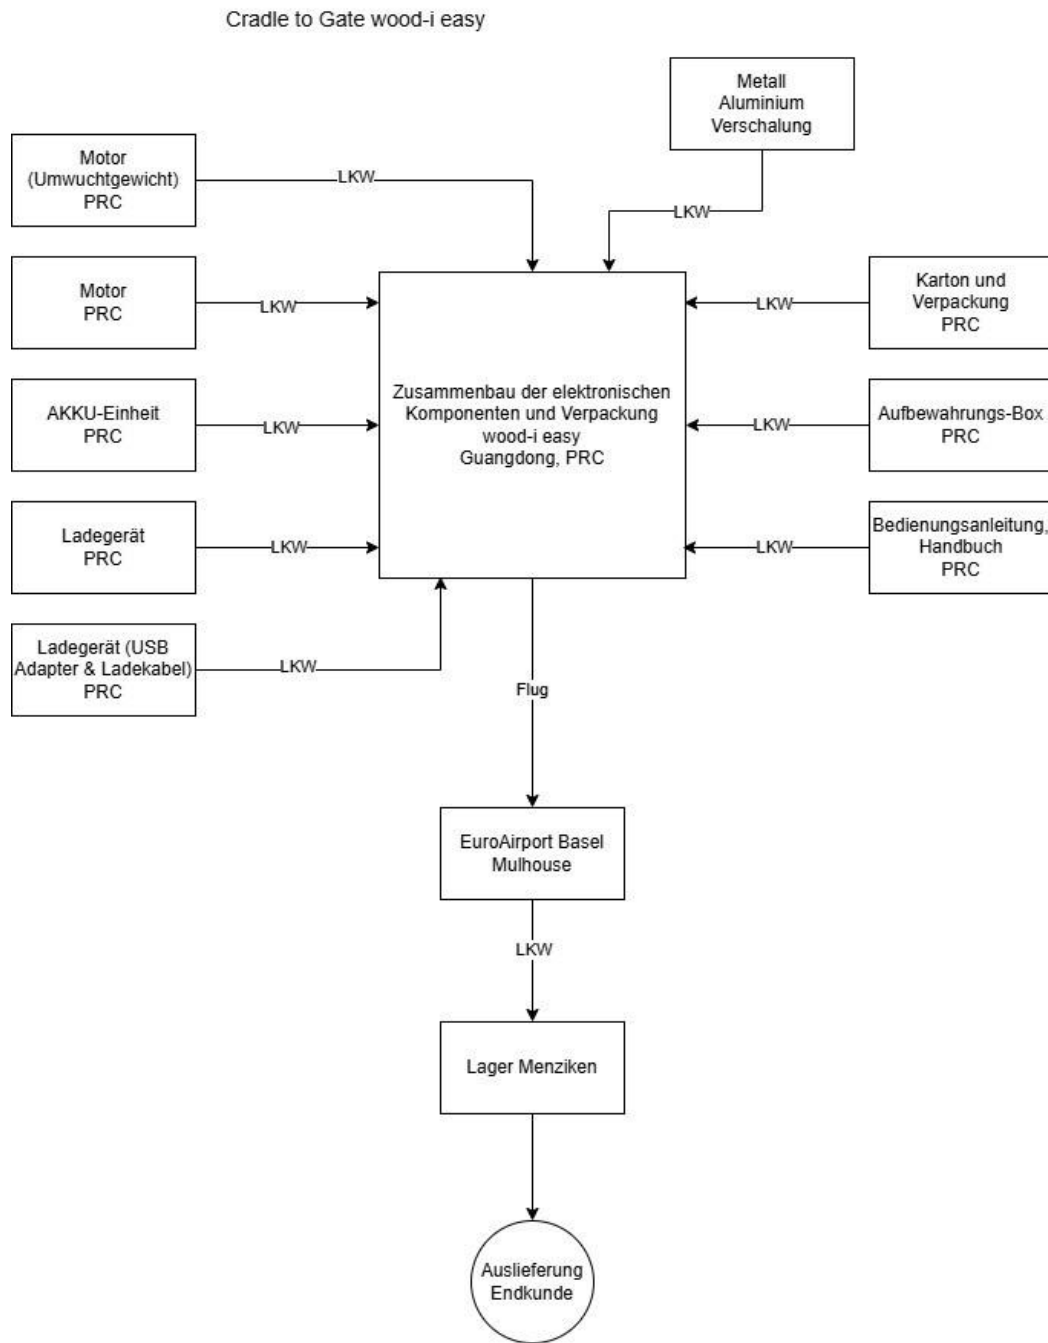 Cradle to Gate wood-i easy
Metall
Aluminium
Verschalung
Motor
(Umwuchtgewicht)
PRC
LKW
LKW
Motor
PRC
LKW
Karton und
Verpackung
PRC
LKW
AKKU-Einheit
PRC
LKW
Zusammenbau der elektronischen
Komponenten und Verpackung
wood-i easy
Guangdong, PRC
Aufbewahrungs-Box
PRC
LKW
Ladegerät
PRC
LKW
Bedienungsanleitung,
Handbuch
PRC
LKW
Ladegerät (USB
Adapter & Ladekabel)
PRC
LKW
Flug
EuroAirport Basel
Mulhouse
LKW
Lager Menziken
Auslieferung
Endkunde